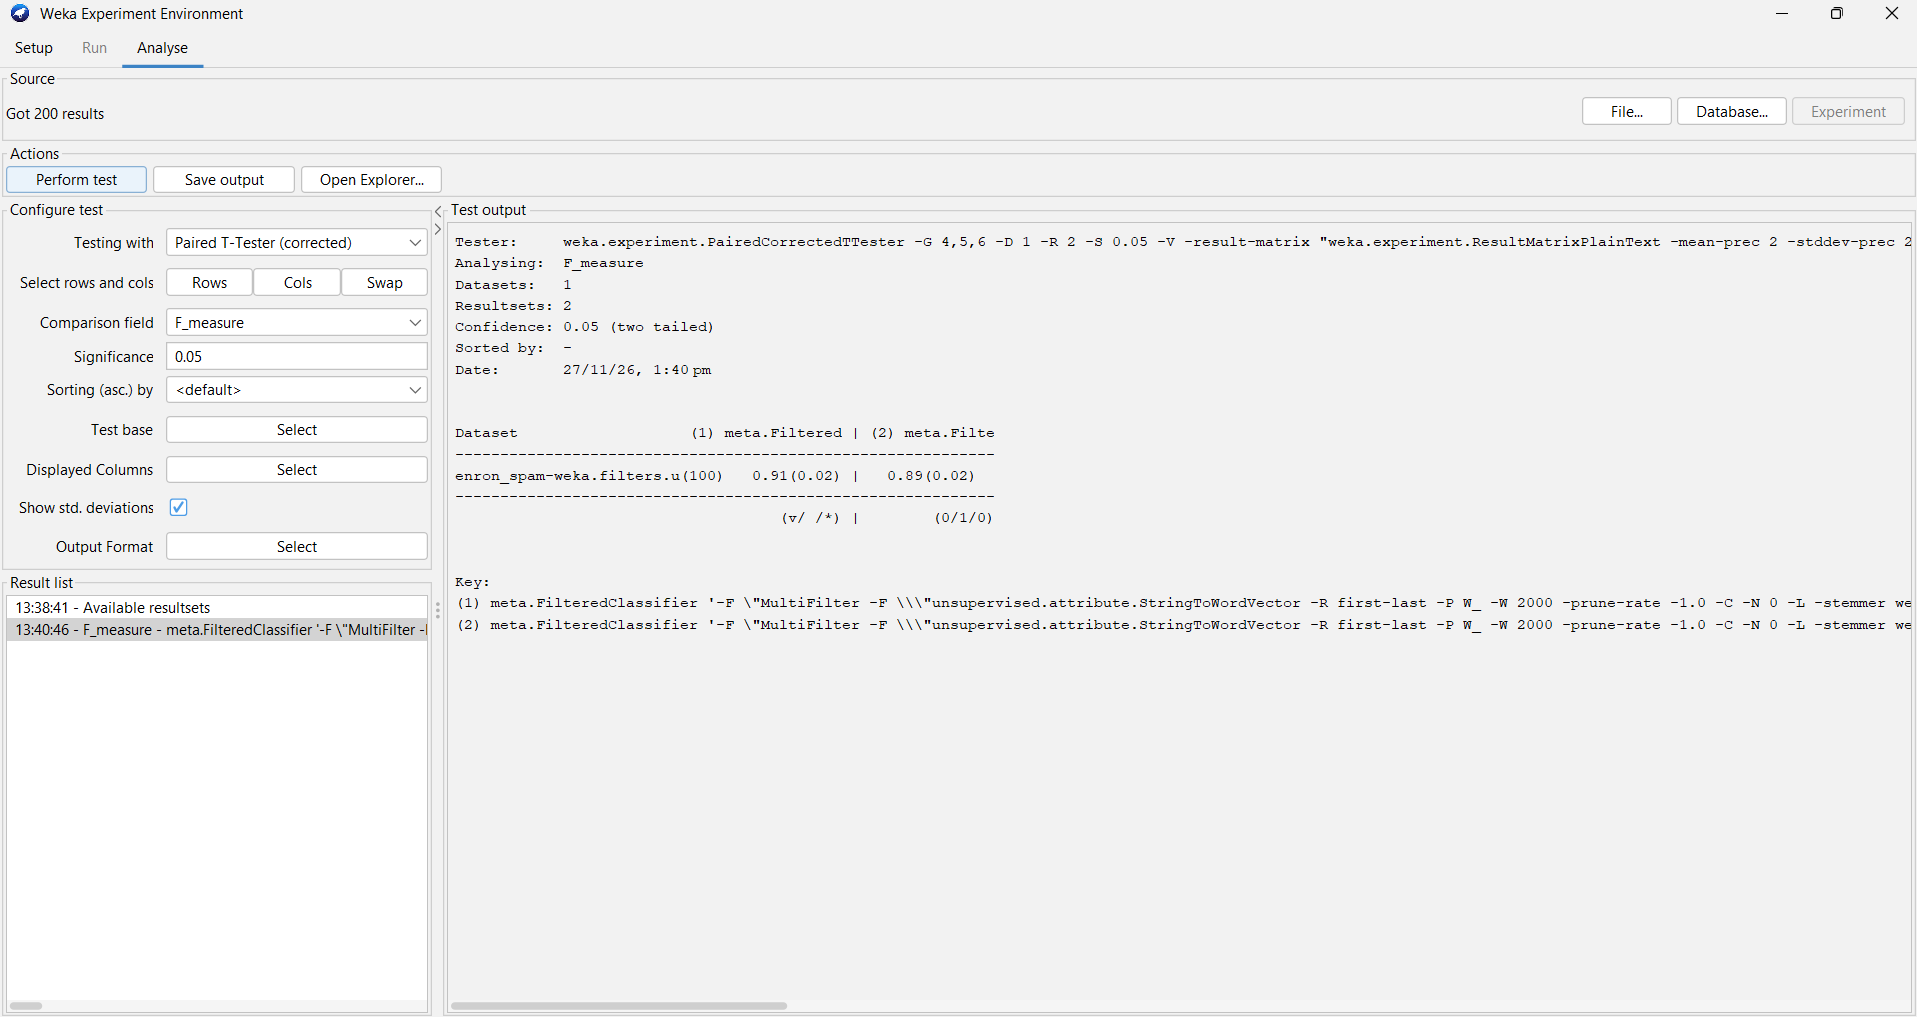 Weka Experiment Environment
Setup Run Analyse
Source
Got 200 results
File... Database... Experiment
Actions
Perform test Save output Open Explorer...
Configure test
Testing with Paired T-Tester (corrected)
Select rows and cols Rows Cols Swap
Comparison field F_measure
Significance 0.05
Sorting (asc.) by <default>
Test base Select
Displayed Columns Select
Show std. deviations
Output Format Select
Result list
13:38:41 - Available resultsets
13:40:46 - F_measure - meta.FilteredClassifier '-F \"MultiFilter -
Test output
Tester: weka.experiment.PairedCorrectedTTester -G 4,5,6 -D 1 -R 2 -S 0.05 -V -result-matrix "weka.experiment.ResultMatrixPlainText -mean-prec 2 -stddev-prec 2
Analysing: F_measure
Datasets: 1
Resultsets: 2
Confidence: 0.05 (two tailed)
Sorted by: -
Date: 27/11/26, 1:40 pm
Dataset (1) meta.Filtered | (2) meta.Filte
------------------------------------------------------------
enron_spam-weka.filters.u(100) 0.91(0.02) | 0.89(0.02)
------------------------------------------------------------
(v/ /*) | (0/1/0)
Key:
(1) meta.FilteredClassifier '-F \"MultiFilter -F \\\"unsupervised.attribute.StringToWordVector -R first-last -P W_ -W 2000 -prune-rate -1.0 -C -N 0 -L -stemmer we
(2) meta.FilteredClassifier '-F \"MultiFilter -F \\\"unsupervised.attribute.StringToWordVector -R first-last -P W_ -W 2000 -prune-rate -1.0 -C -N 0 -L -stemmer we